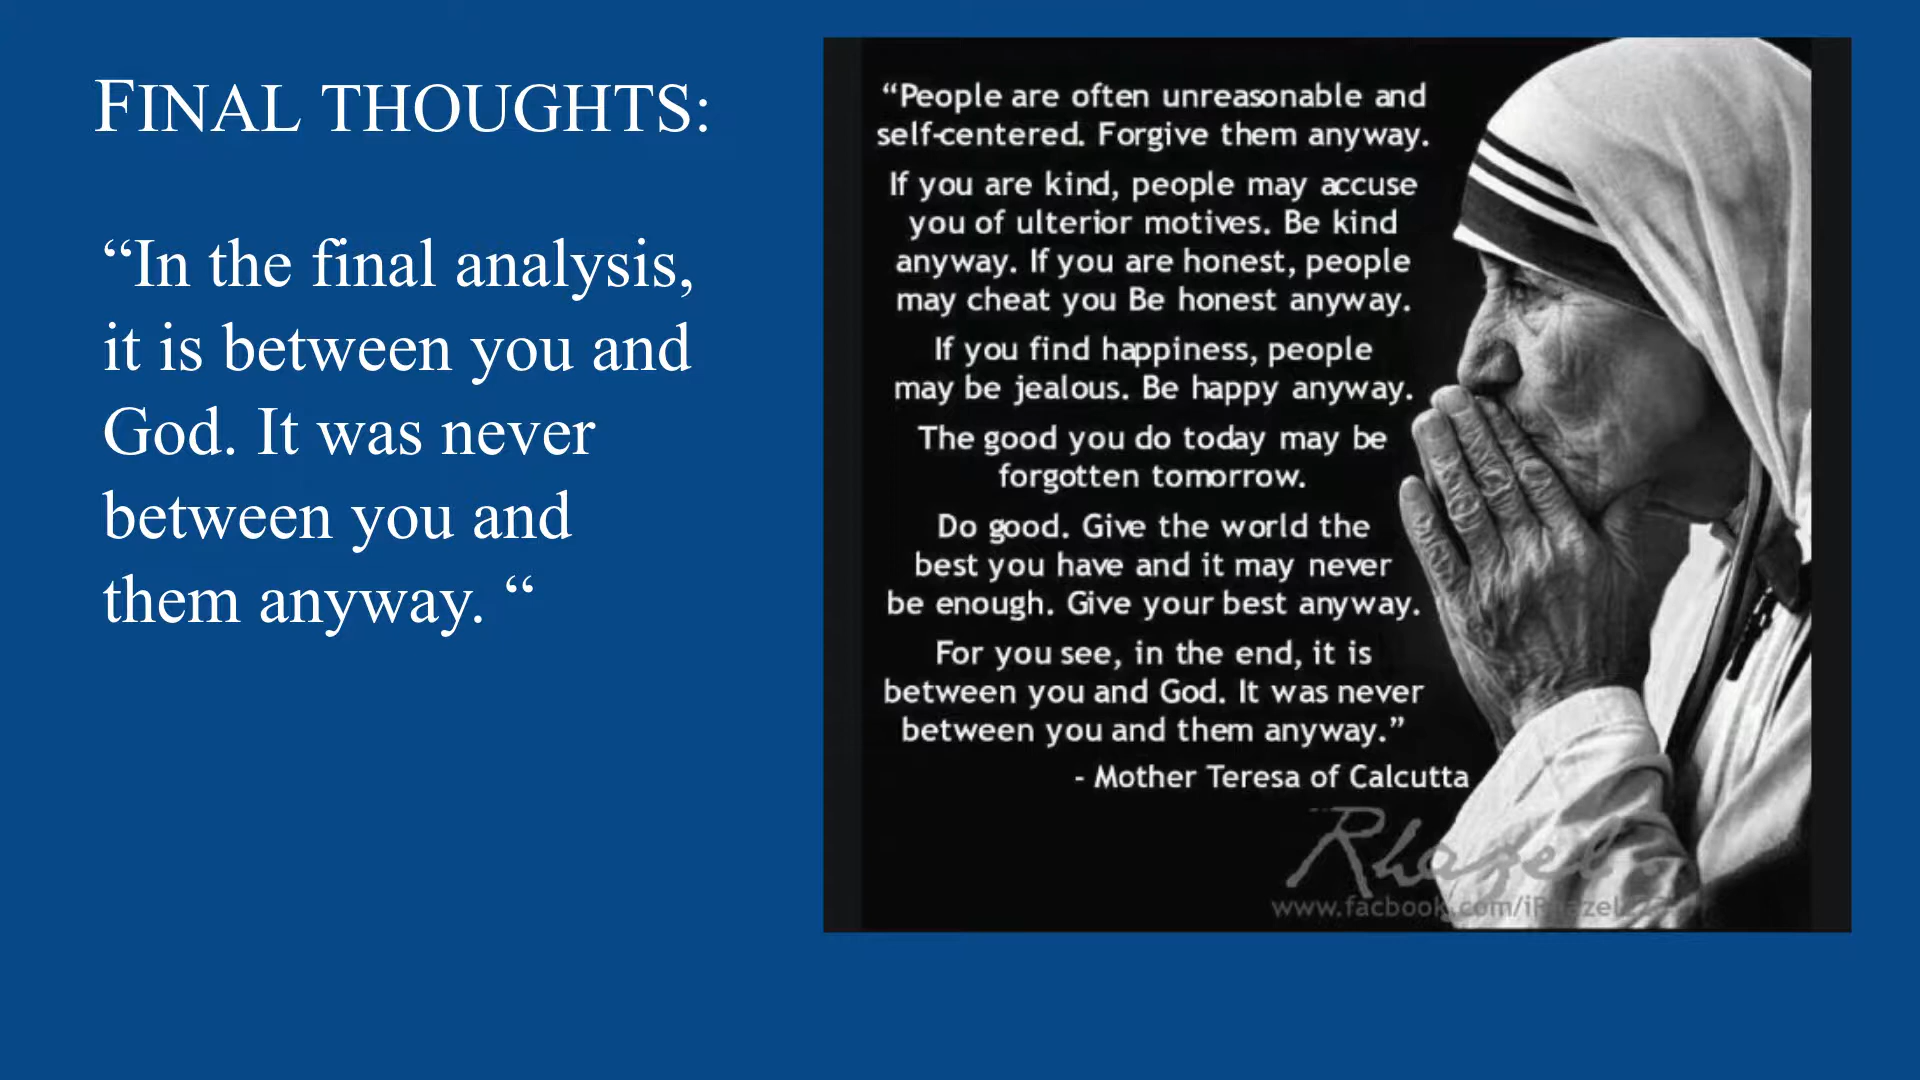 FINAL THOUGHTS:
“In the final analysis,
it is between you and
God. It was never
between you and
them anyway. “
“People are often unreasonable and
self-centered. Forgive them anyway.
If you are kind, people may accuse
you of ulterior motives. Be kind
anyway. If you are honest, people
may cheat you Be honest anyway.
If you find happiness, people
may be jealous. Be happy anyway.
The good you do today may be
forgotten tomorrow.
Do good. Give the world the
best you have and it may never
be enough. Give your best anyway.
For you see, in the end, it is
between you and God. It was never
between you and them anyway.”
- Mother Teresa of Calcutta